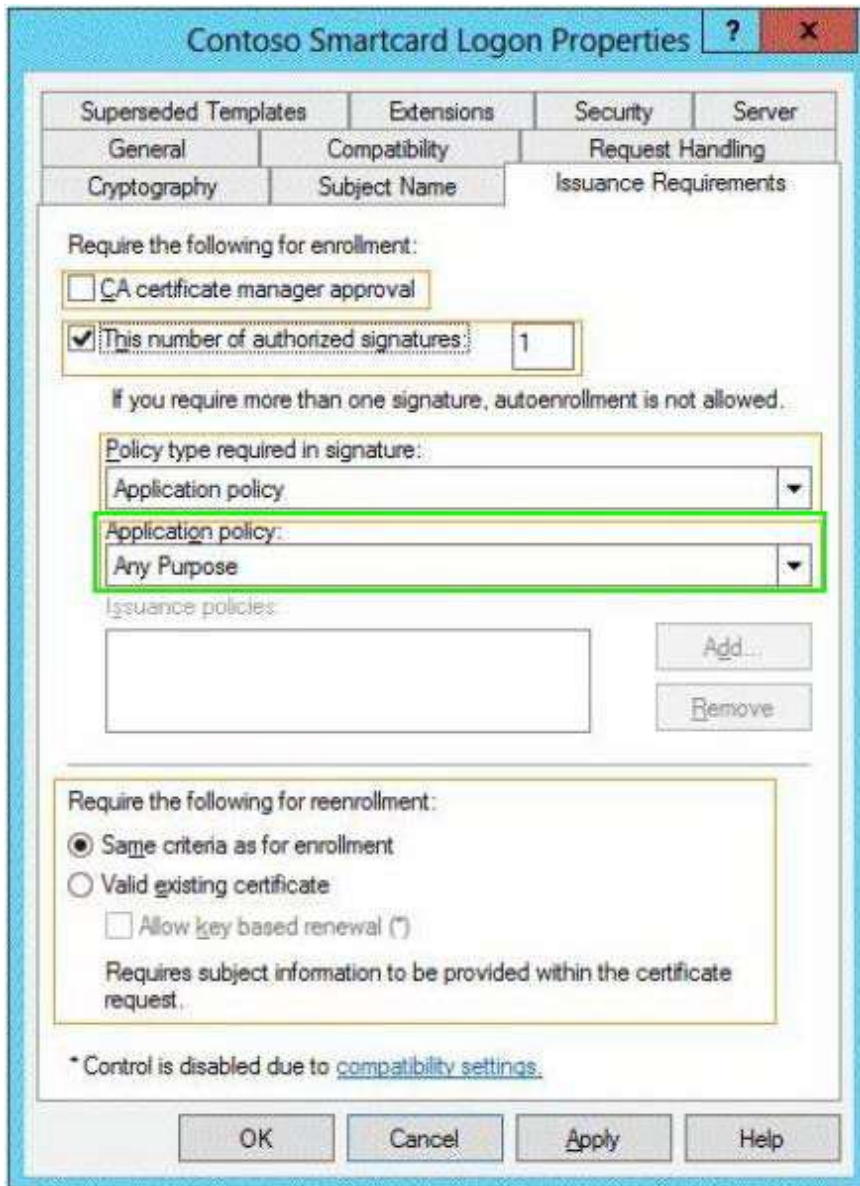 Contoso Smartcard Logon Properties ? x
Superseded Templates Extensions Security Server
General Compatibility Request Handling
Cryptography Subject Name Issuance Requirements
Require the following for enrollment:
CA certificate manager approval
This number of authorized signatures: 1
If you require more than one signature, autoenrollment is not allowed.
Policy type required in signature:
Application policy
Application policy:
Any Purpose
Issuance policies:
Add...
Remove
Require the following for reenrollment:
Same criteria as for enrollment
Valid existing certificate
Allow key based renewal (*)
Requires subject information to be provided within the certificate
request.
* Control is disabled due to compatibility settings.
OK Cancel Apply Help